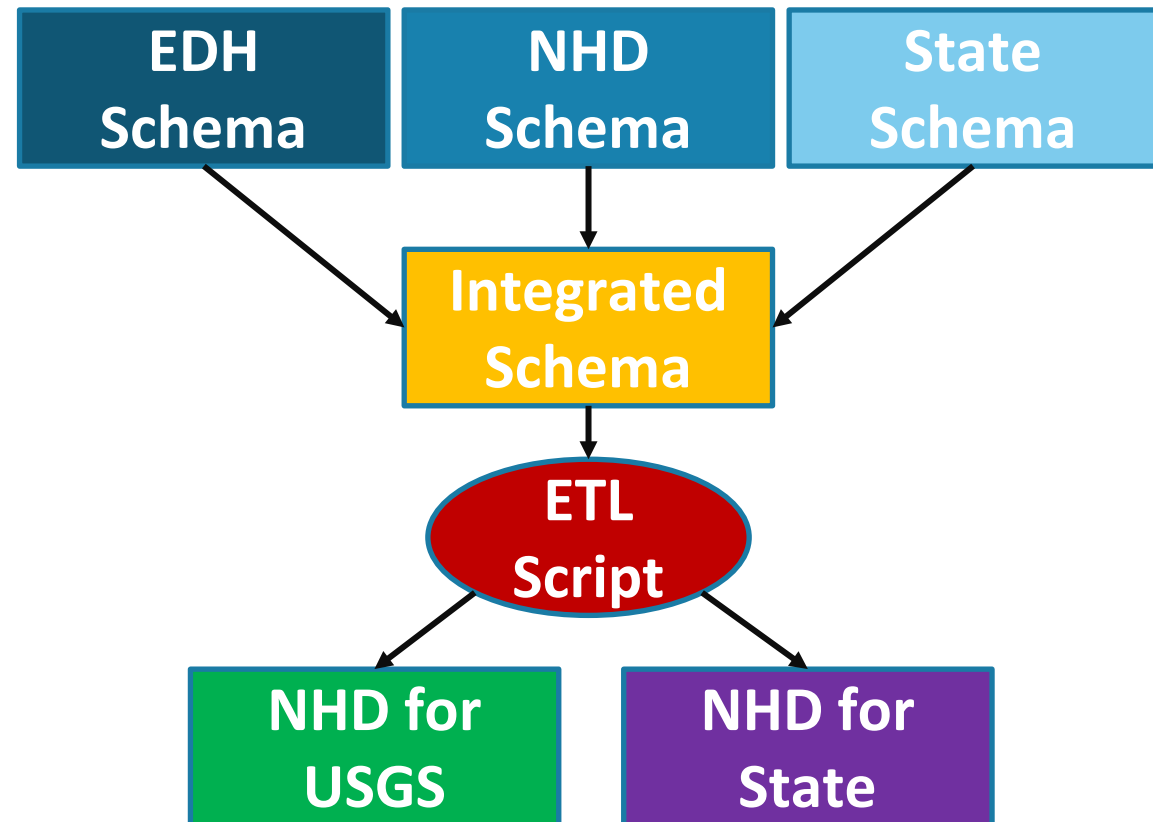 EDH
Schema
NHD
Schema
State
Schema
Integrated
Schema
ETL
Script
NHD for
USGS
NHD for
State